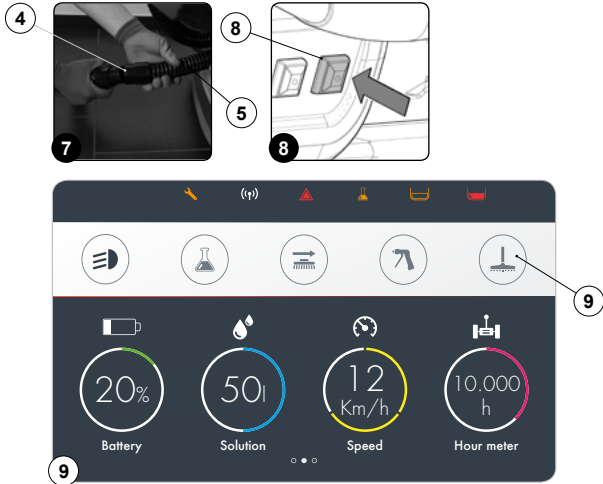 4
8
5
7
8
9
20%
50l
12
Km/h
10.000
h
Battery
Solution
Speed
Hour meter
9